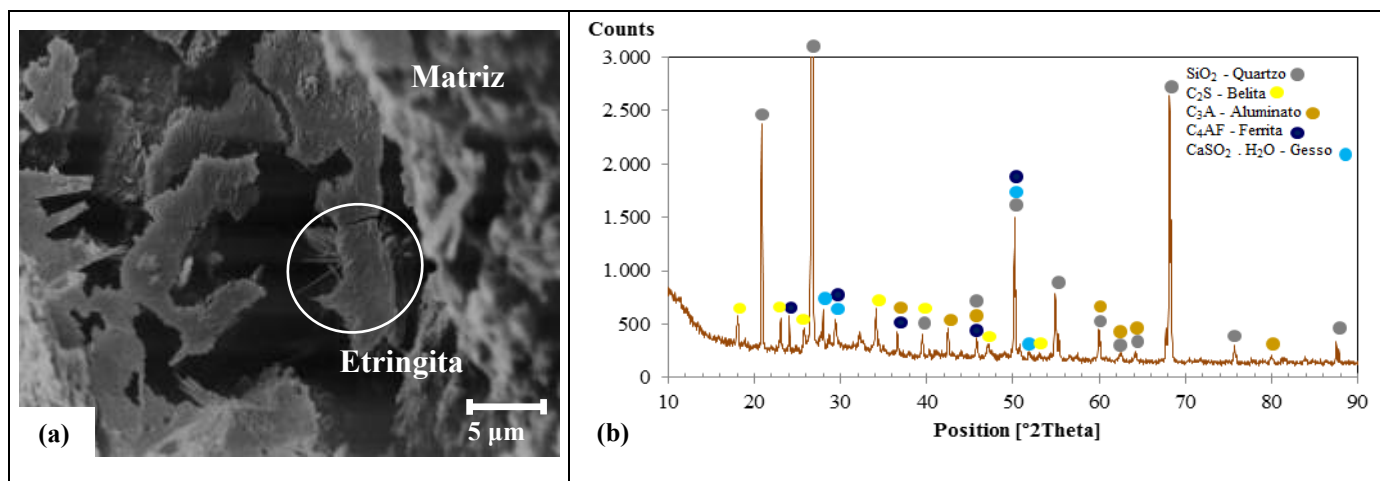 Matriz
Etringita
5 µm
(a)
Counts
3.000
2.500
2.000
1.500
1.000
500
0
10 20 30 40 50 60 70 80 90
Position [°2Theta]
SiO₂ - Quartzo
C₂S - Belita
C₃A - Aluminato
C₄AF - Ferrita
CaSO₂ . H₂O - Gesso
(b)